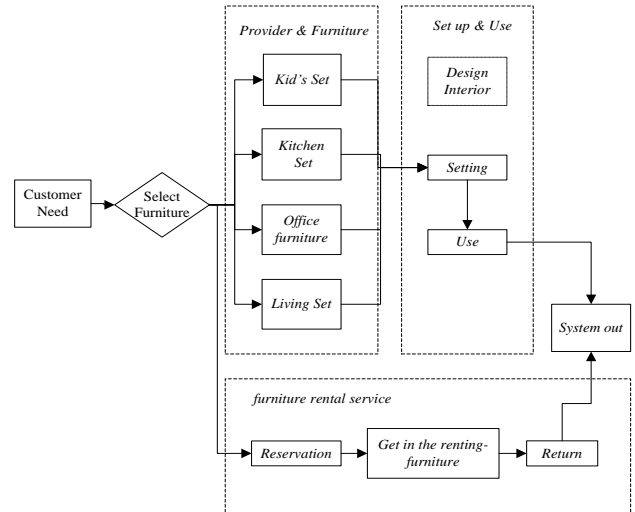 Provider & Furniture
Set up & Use
Kid's Set
Design
Interior
Kitchen
Set
Setting
Customer
Need
Select
Furniture
Office
furniture
Use
Living Set
System out
furniture rental service
Reservation
Get in the renting-
furniture
Return